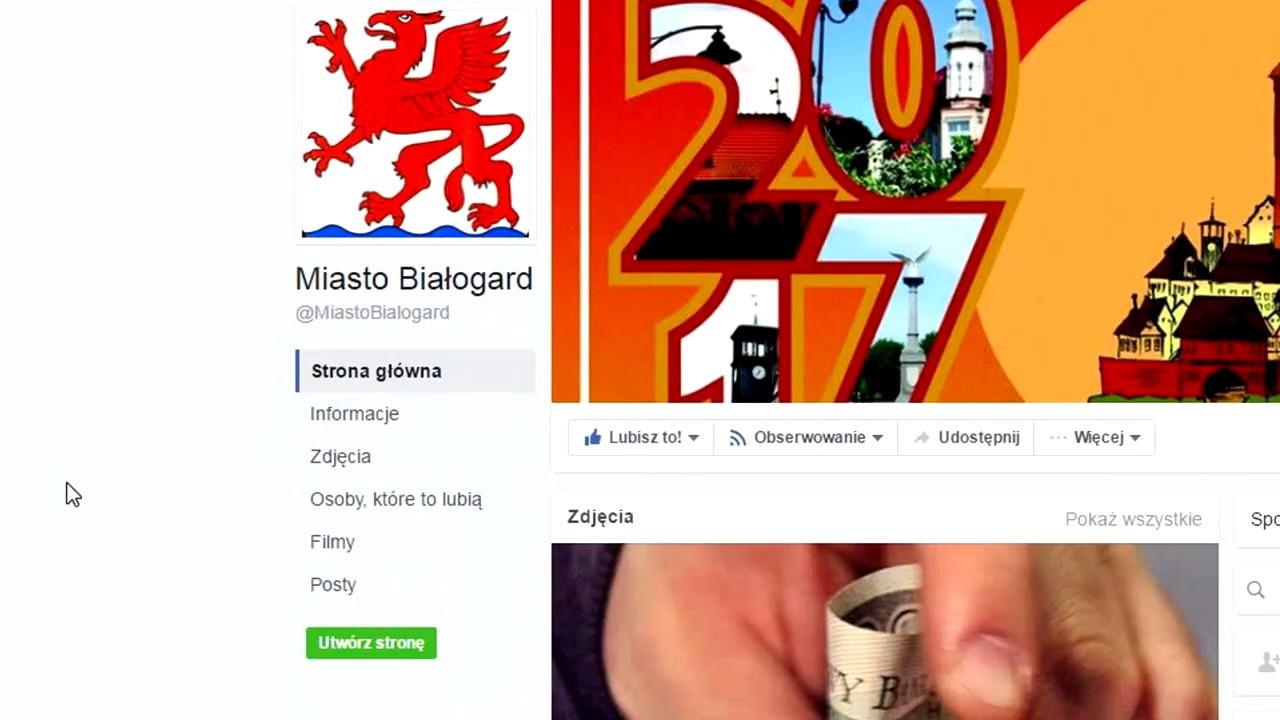 2017
Miasto Białogard
@MiastoBialogard
Strona główna
Informacje
Zdjęcia
Osoby, które to lubią
Filmy
Posty
Utwórz stronę
Lubisz to!
Obserwowanie
Udostępnij
Więcej
Zdjęcia
Pokaż wszystkie